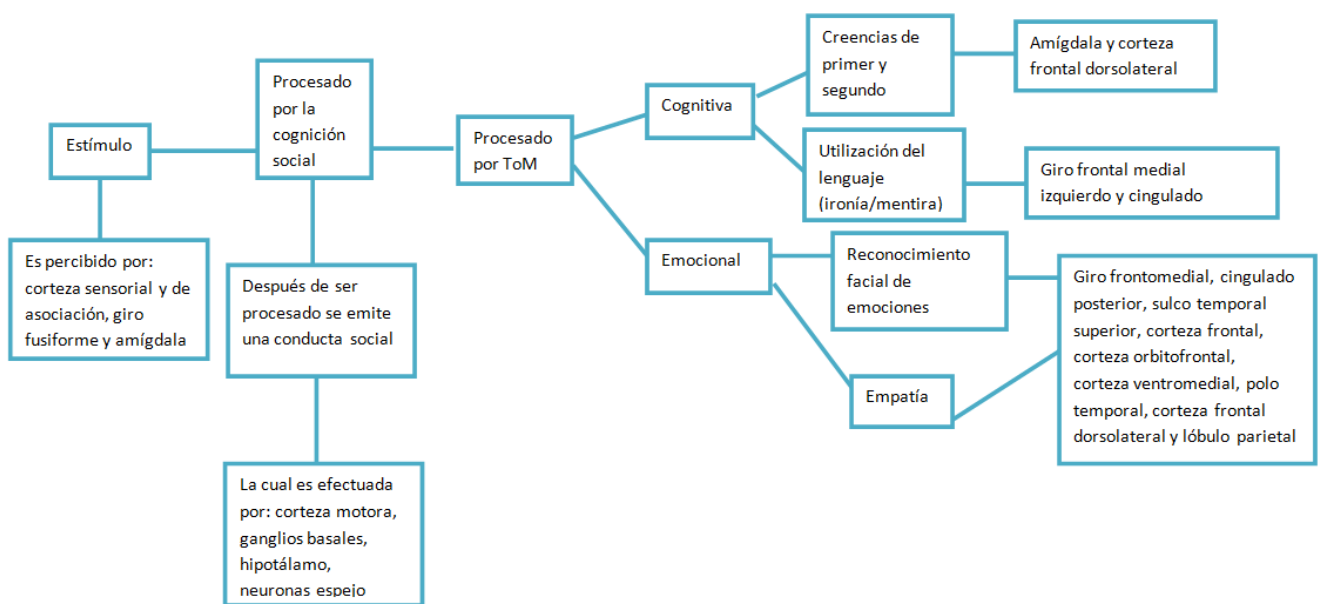 Estímulo
Es percibido por:
corteza sensorial y de
asociación, giro
fusiforme y amígdala
Procesado
por la
cognición
social
Después de ser
procesado se emite
una conducta social
La cual es efectuada
por: corteza motora,
ganglios basales,
hipotálamo,
neuronas espejo
Procesado
por ToM
Cognitiva
Creencias de
primer y
segundo
Amígdala y corteza
frontal dorsolateral
Utilización del
lenguaje
(ironía/mentira)
Giro frontal medial
izquierdo y cingulado
Emocional
Reconocimiento
facial de
emociones
Empatía
Giro frontomedial, cingulado
posterior, sulco temporal
superior, corteza frontal,
corteza orbitofrontal,
corteza ventromedial, polo
temporal, corteza frontal
dorsolateral y lóbulo parietal